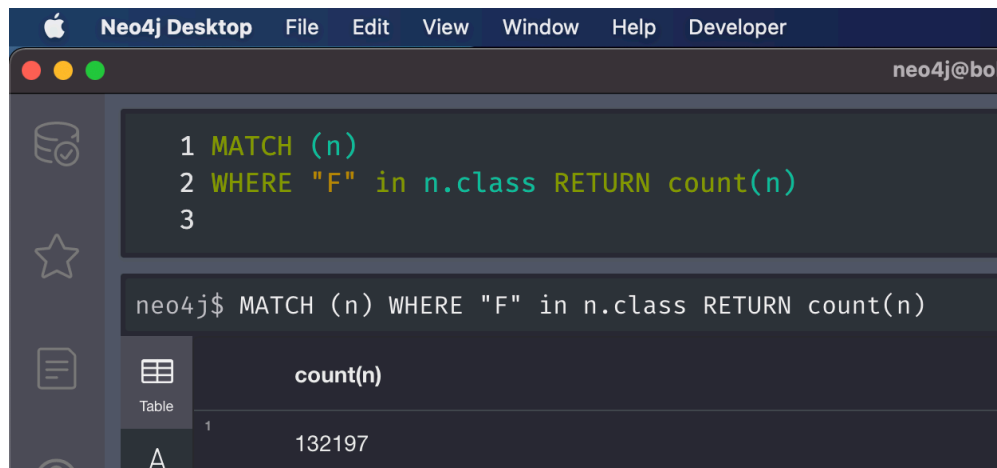 Neo4j Desktop File Edit View Window Help Developer
neo4j@bo
1 MATCH (n)
2 WHERE "F" in n.class RETURN count(n)
3
neo4j$ MATCH (n) WHERE "F" in n.class RETURN count(n)
count(n)
Table
1
132197
A